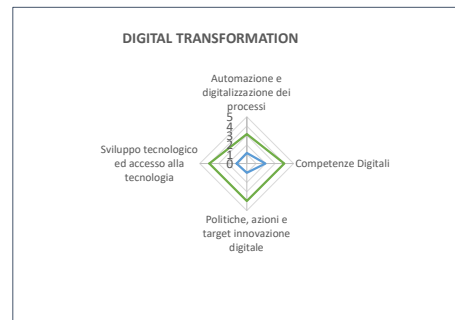 DIGITAL TRANSFORMATION
Automazione e
digitalizzazione dei
processi
5
4
3
2
1
0
Sviluppo tecnologico
ed accesso alla
tecnologia
Competenze Digitali
Politiche, azioni e
target innovazione
digitale